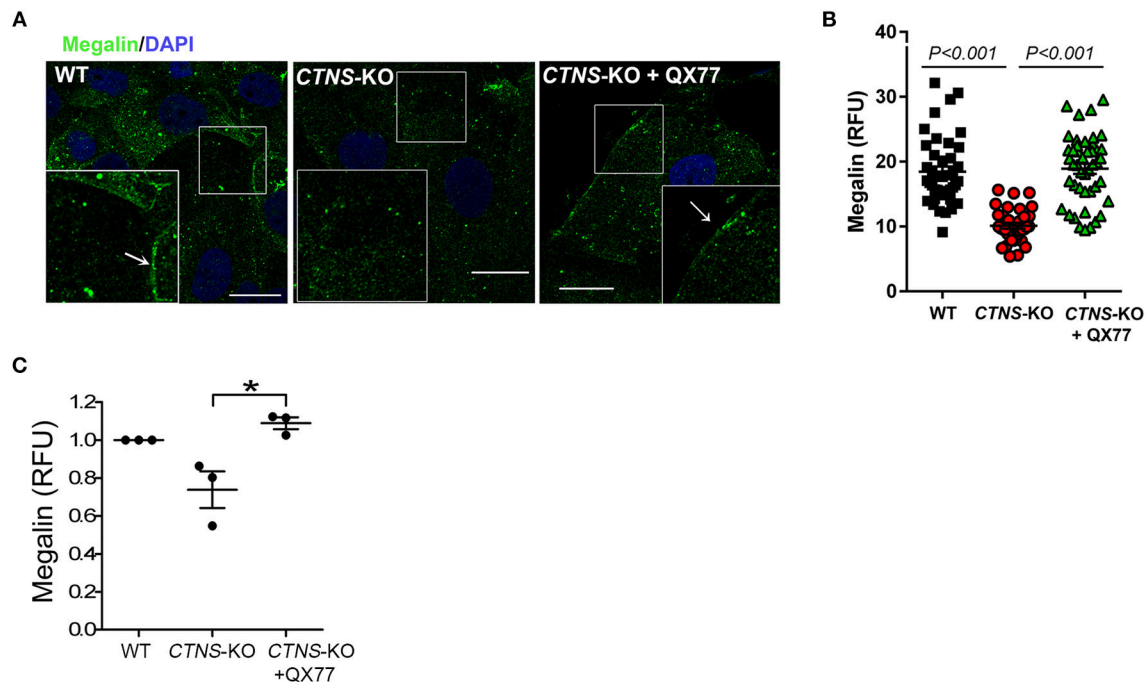 A
Megalin/DAPI
WT
CTNS-KO
CTNS-KO + QX77
B
Megalin (RFU)
40
30
20
10
0
P<0.001
P<0.001
WT
CTNS-KO
CTNS-KO
+ QX77
C
Megalin (RFU)
1.2
1.0
0.8
0.6
0.4
0.2
0.0
*
WT
CTNS-KO
CTNS-KO
+QX77